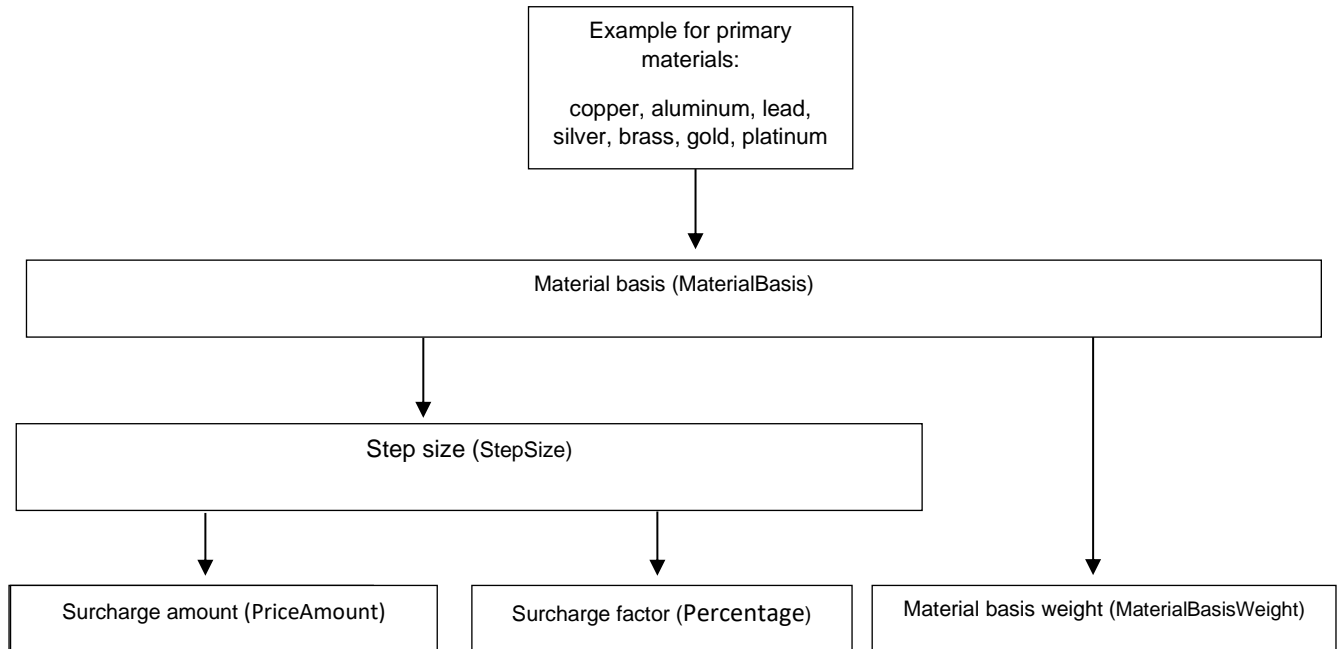 Example for primary
materials:
copper, aluminum, lead,
silver, brass, gold, platinum
Material basis (MaterialBasis)
Step size (StepSize)
Surcharge amount (PriceAmount)
Surcharge factor (Percentage)
Material basis weight (MaterialBasisWeight)